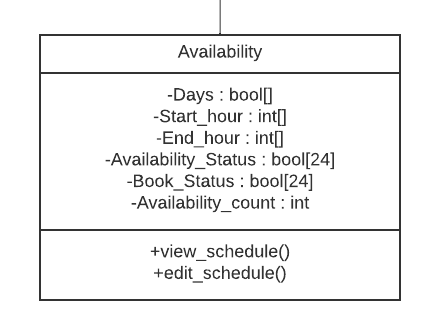 Availability
-Days : bool[]
-Start_hour : int[]
-End_hour : int[]
-Availability_Status : bool[24]
-Book_Status : bool[24]
-Availability_count : int
+view_schedule()
+edit_schedule()